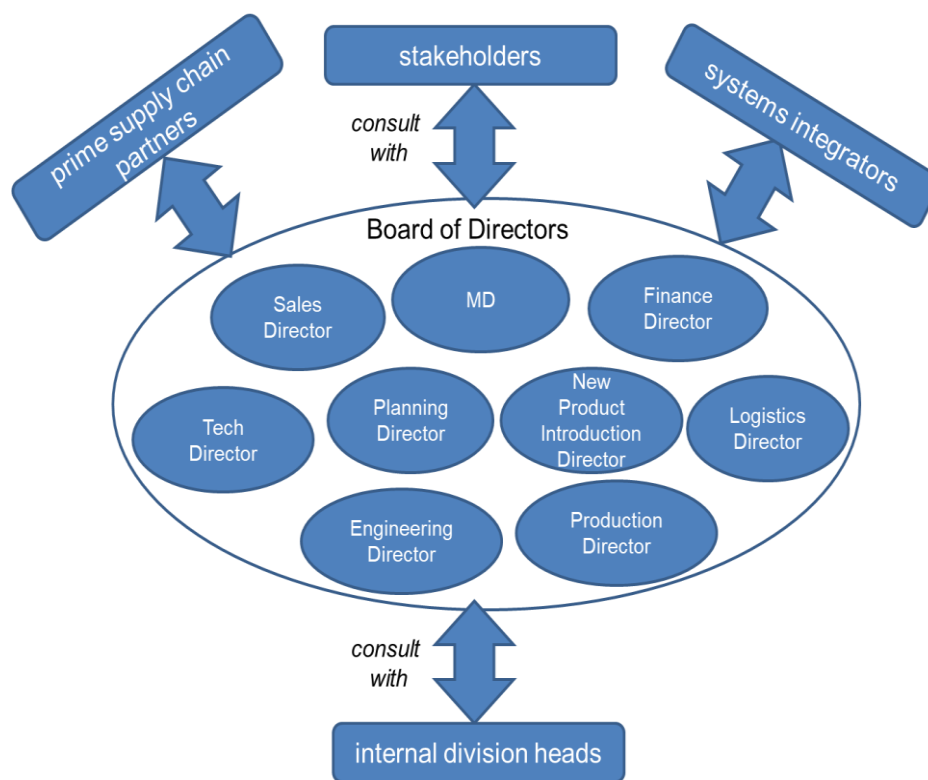 prime supply chain
partners
stakeholders
systems integrators
consult
with
Board of Directors
Sales
Director
MD
Finance
Director
Tech
Director
Planning
Director
New
Product
Introduction
Director
Logistics
Director
Engineering
Director
Production
Director
consult
with
internal division heads